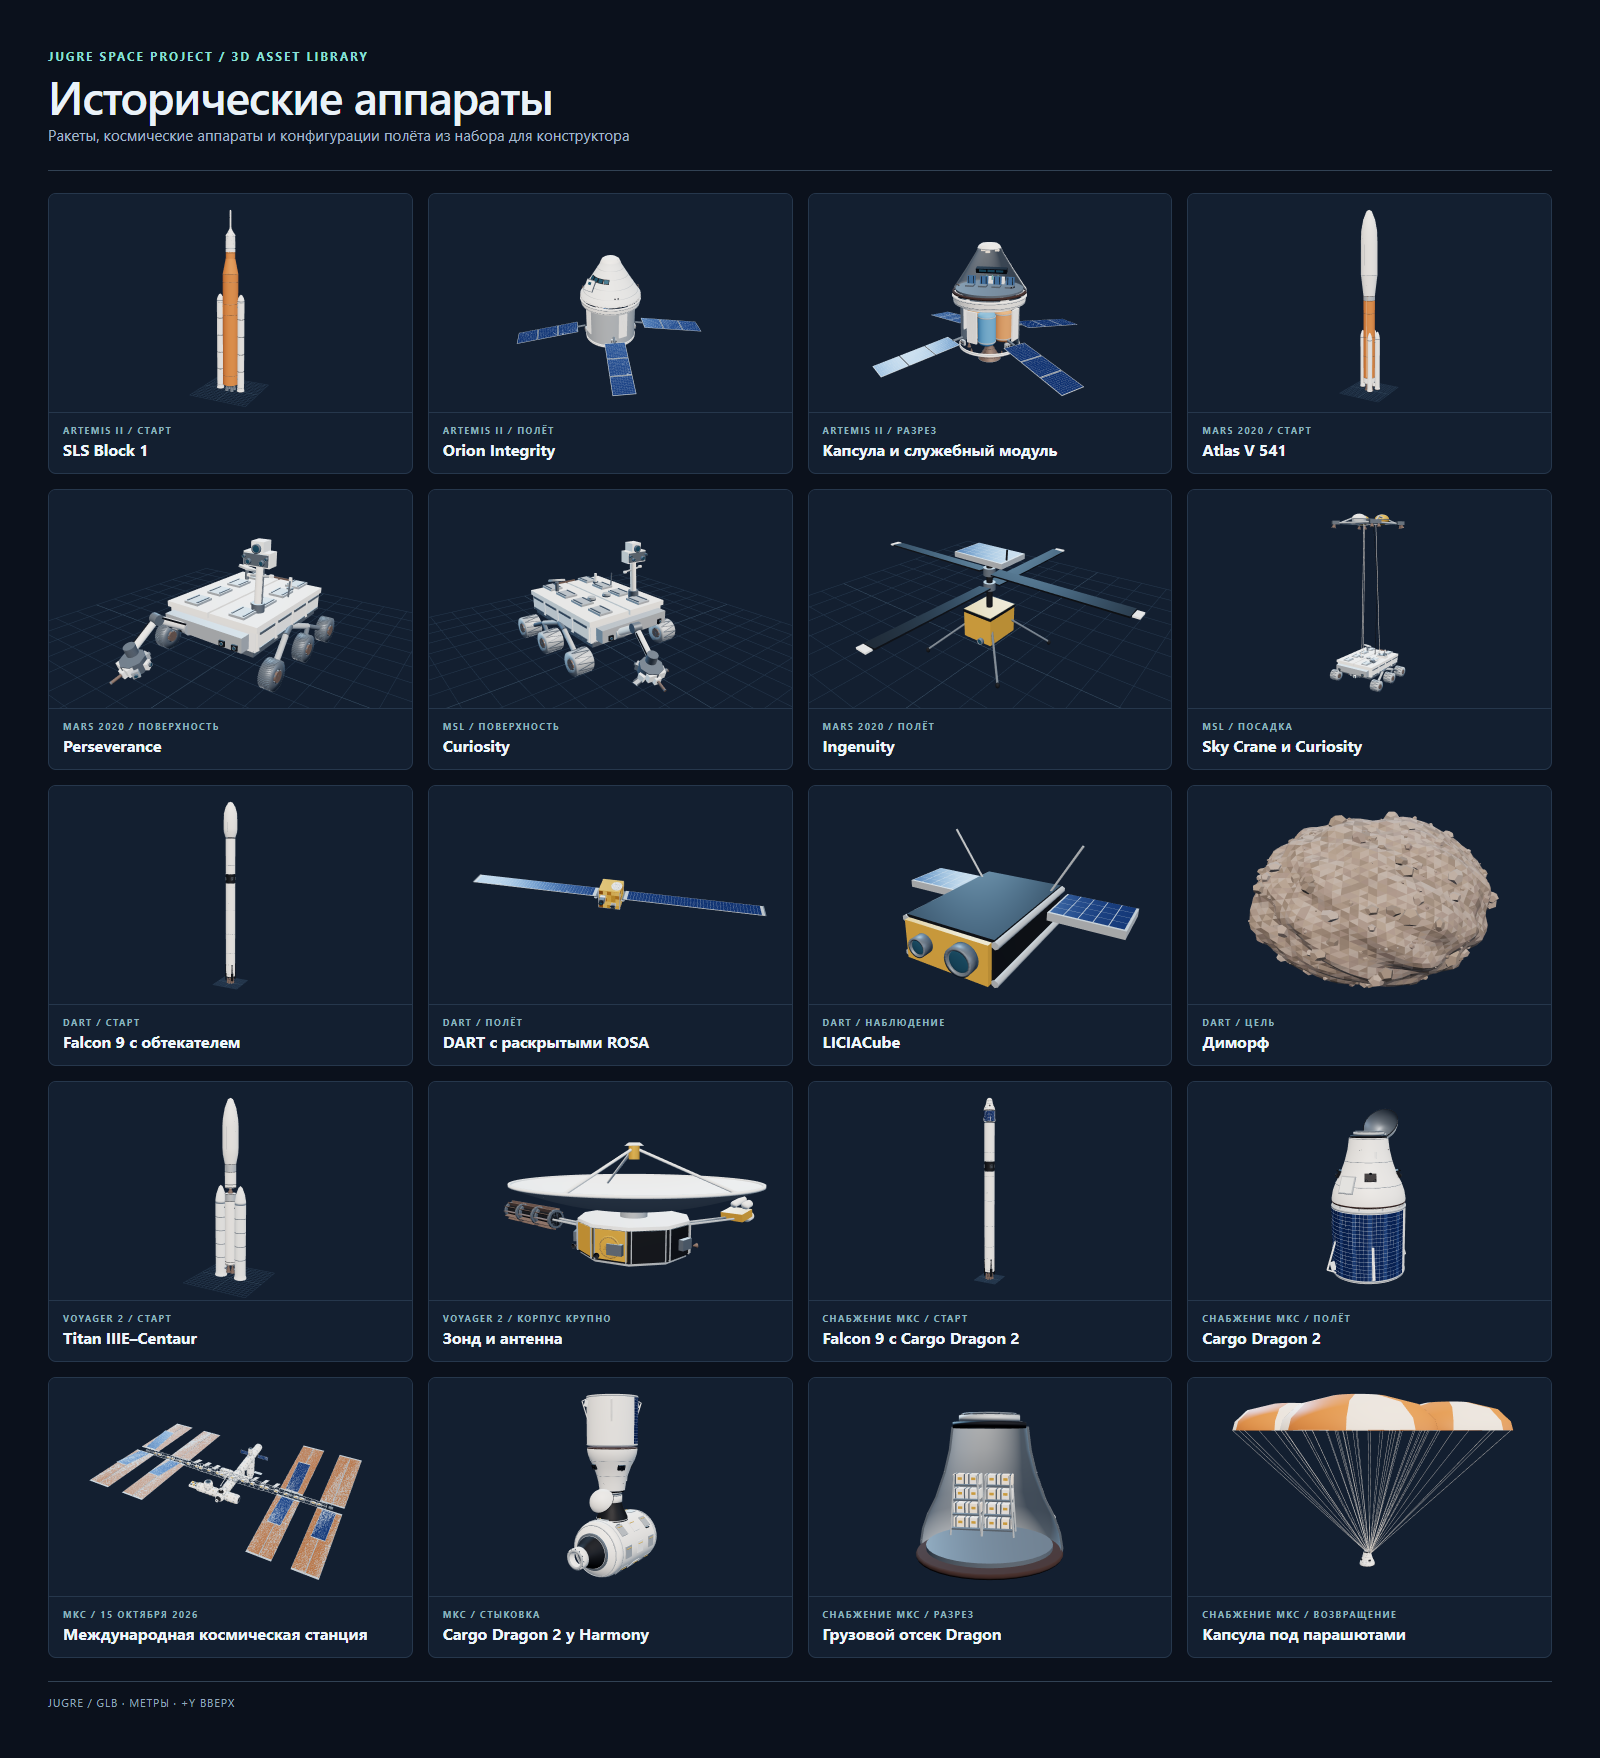 JUGRE SPACE PROJECT / 3D ASSET LIBRARY
Исторические аппараты
Ракеты, космические аппараты и конфигурации полёта из набора для конструктора
ARTEMIS II / СТАРТ
SLS Block 1
ARTEMIS II / ПОЛЁТ
Orion Integrity
ARTEMIS II / РАЗРЕЗ
Капсула и служебный модуль
MARS 2020 / СТАРТ
Atlas V 541
MARS 2020 / ПОВЕРХНОСТЬ
Perseverance
MSL / ПОВЕРХНОСТЬ
Curiosity
MARS 2020 / ПОЛЁТ
Ingenuity
MSL / ПОСАДКА
Sky Crane и Curiosity
DART / СТАРТ
Falcon 9 с обтекателем
DART / ПОЛЁТ
DART с раскрытыми ROSA
DART / НАБЛЮДЕНИЕ
LICIACube
DART / ЦЕЛЬ
Диморф
VOYAGER 2 / СТАРТ
Titan IIIE–Centaur
VOYAGER 2 / КОРПУС КРУПНО
Зонд и антенна
СНАБЖЕНИЕ МКС / СТАРТ
Falcon 9 с Cargo Dragon 2
СНАБЖЕНИЕ МКС / ПОЛЁТ
Cargo Dragon 2
МКС / 15 ОКТЯБРЯ 2026
Международная космическая станция
МКС / СТЫКОВКА
Cargo Dragon 2 у Harmony
СНАБЖЕНИЕ МКС / РАЗРЕЗ
Грузовой отсек Dragon
СНАБЖЕНИЕ МКС / ВОЗВРАЩЕНИЕ
Капсула под парашютами
JUGRE / GLB · МЕТРЫ · +Y ВВЕРХ